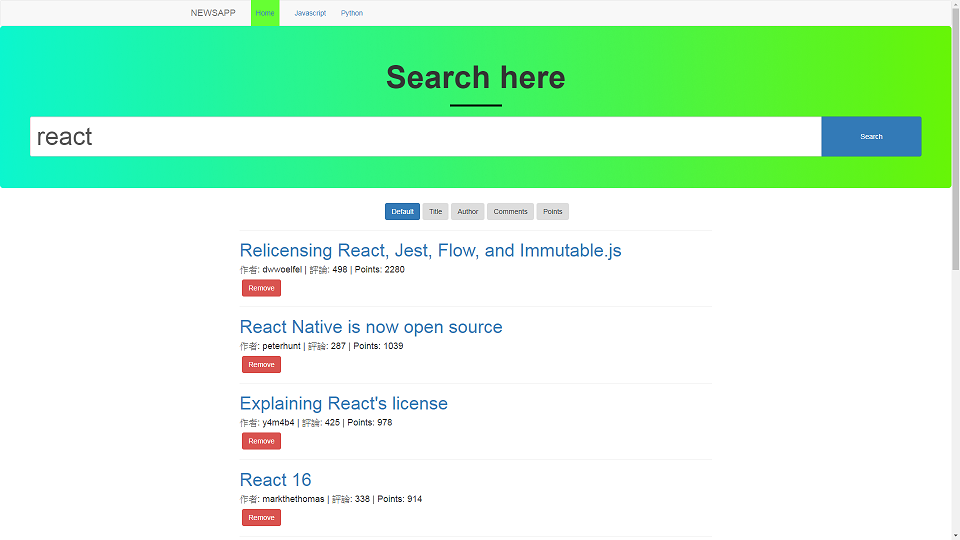 NEWSAPP Home Javascript Python
Search here
react Search
Default Title Author Comments Points
Relicensing React, Jest, Flow, and Immutable.js
作者: dwwoelfel | 評論: 498 | Points: 2280
Remove
React Native is now open source
作者: peterhunt | 評論: 287 | Points: 1039
Remove
Explaining React's license
作者: y4m4b4 | 評論: 425 | Points: 978
Remove
React 16
作者: markthethomas | 評論: 338 | Points: 914
Remove